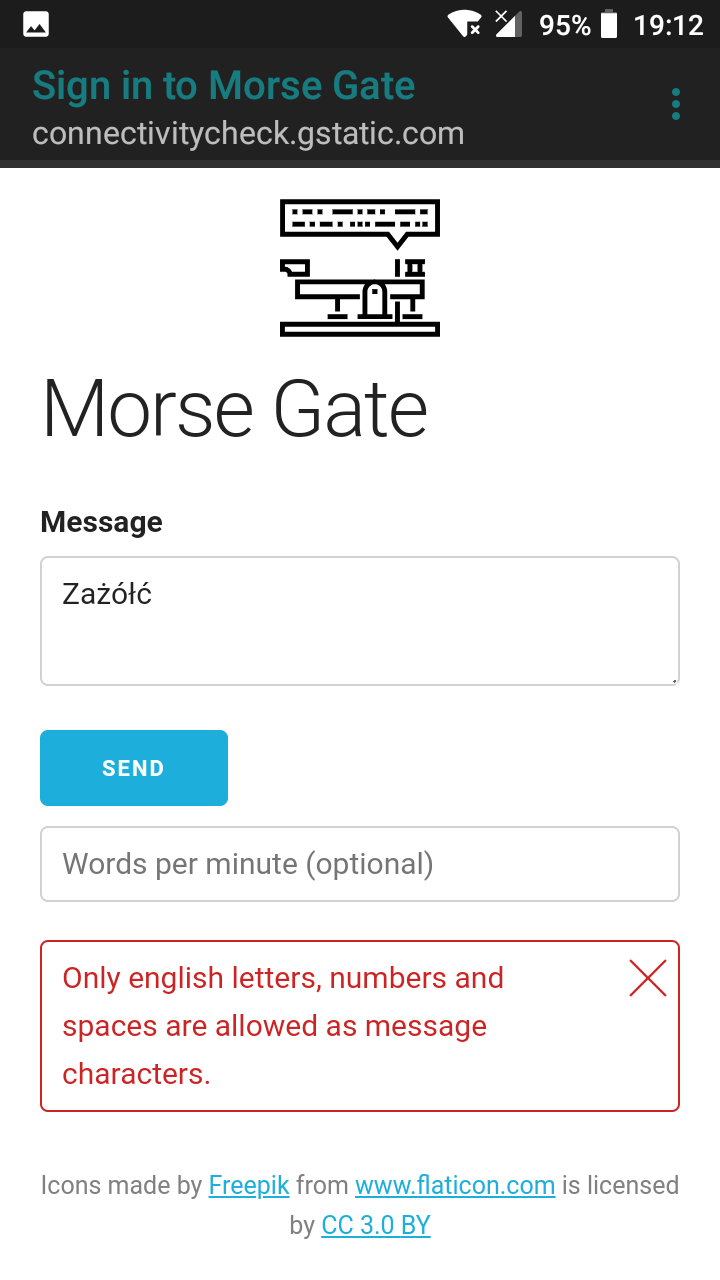 95% 19:12
Sign in to Morse Gate
connectivitycheck.gstatic.com
Morse Gate
Message
Zażółć
SEND
Words per minute (optional)
Only english letters, numbers and
spaces are allowed as message
characters.
Icons made by Freepik from www.flaticon.com is licensed
by CC 3.0 BY